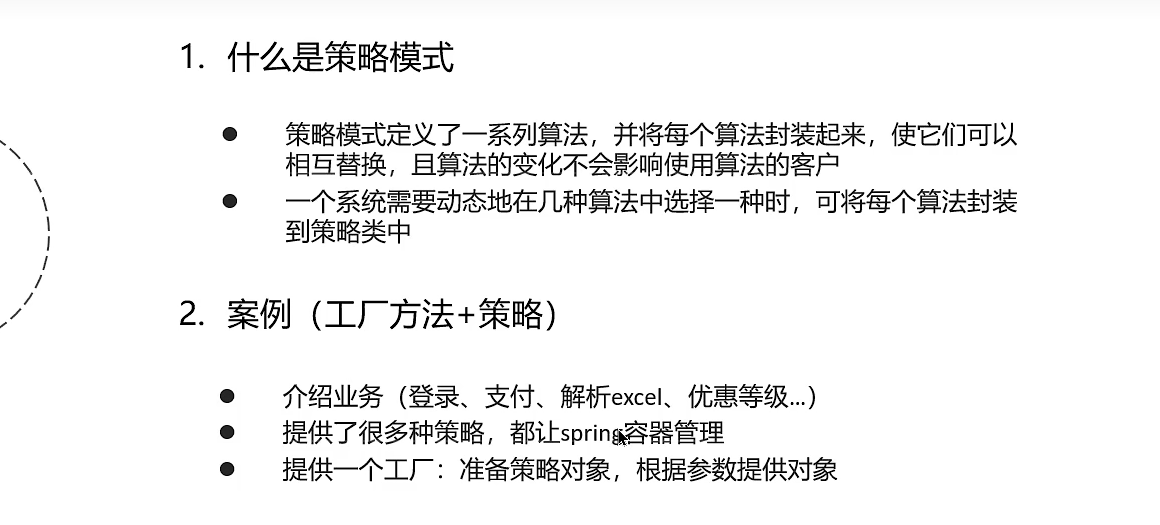 1. 什么是策略模式
● 策略模式定义了一系列算法，并将每个算法封装起来，使它们可以
相互替换，且算法的变化不会影响使用算法的客户
● 一个系统需要动态地在几种算法中选择一种时，可将每个算法封装
到策略类中
2. 案例（工厂方法+策略）
● 介绍业务（登录、支付、解析excel、优惠等级...）
● 提供了很多种策略，都让spring容器管理
● 提供一个工厂：准备策略对象，根据参数提供对象